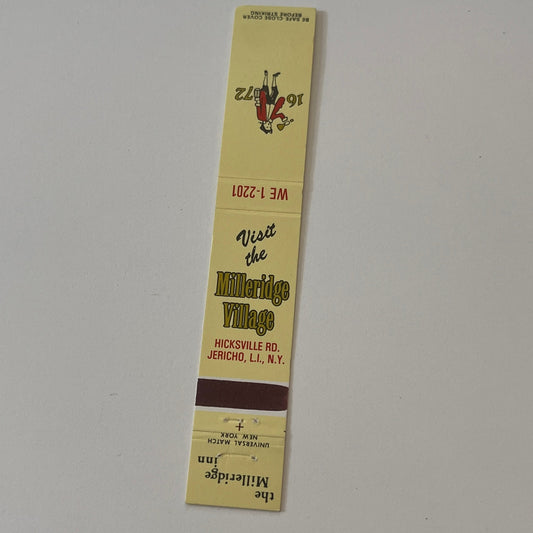 BE SAFE-CLOSE COVER
BEFORE STRIKING
16 72
WE 1-2201
Visit
the
Milleridge
Village
HICKSVILLE RD.
JERICHO, L.I., N.Y.
UNIVERSAL MATCH
NEW YORK
the
Milleridge
inn